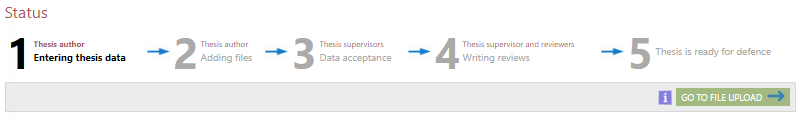 Status
1 Thesis author
Entering thesis data
2 Thesis author
Adding files
3 Thesis supervisors
Data acceptance
4 Thesis supervisor and reviewers
Writing reviews
5 Thesis is ready for defence
i GO TO FILE UPLOAD